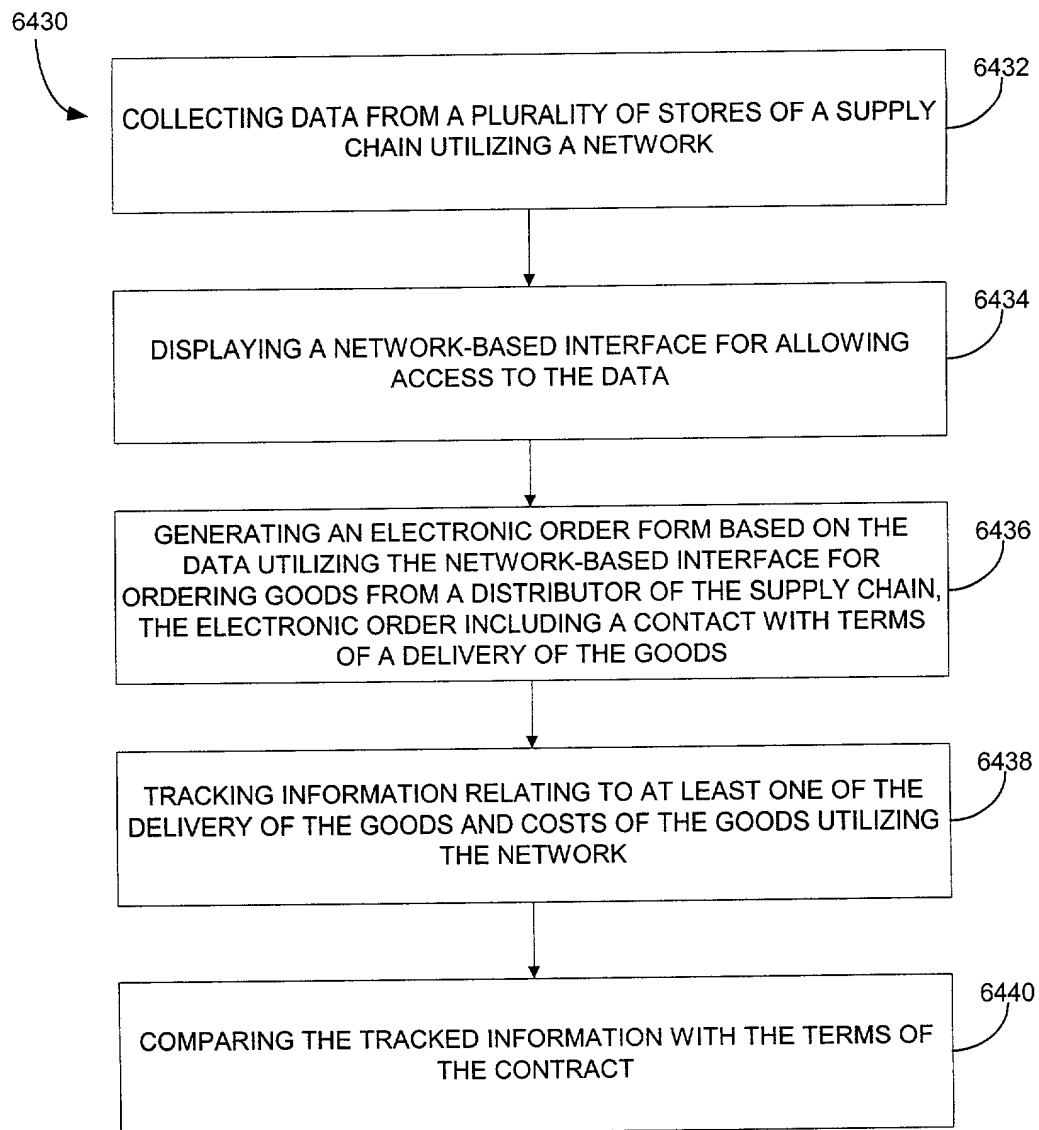 6430
6432
COLLECTING DATA FROM A PLURALITY OF STORES OF A SUPPLY
CHAIN UTILIZING A NETWORK
6434
DISPLAYING A NETWORK-BASED INTERFACE FOR ALLOWING
ACCESS TO THE DATA
6436
GENERATING AN ELECTRONIC ORDER FORM BASED ON THE
DATA UTILIZING THE NETWORK-BASED INTERFACE FOR
ORDERING GOODS FROM A DISTRIBUTOR OF THE SUPPLY CHAIN,
THE ELECTRONIC ORDER INCLUDING A CONTACT WITH TERMS
OF A DELIVERY OF THE GOODS
6438
TRACKING INFORMATION RELATING TO AT LEAST ONE OF THE
DELIVERY OF THE GOODS AND COSTS OF THE GOODS UTILIZING
THE NETWORK
6440
COMPARING THE TRACKED INFORMATION WITH THE TERMS OF
THE CONTRACT